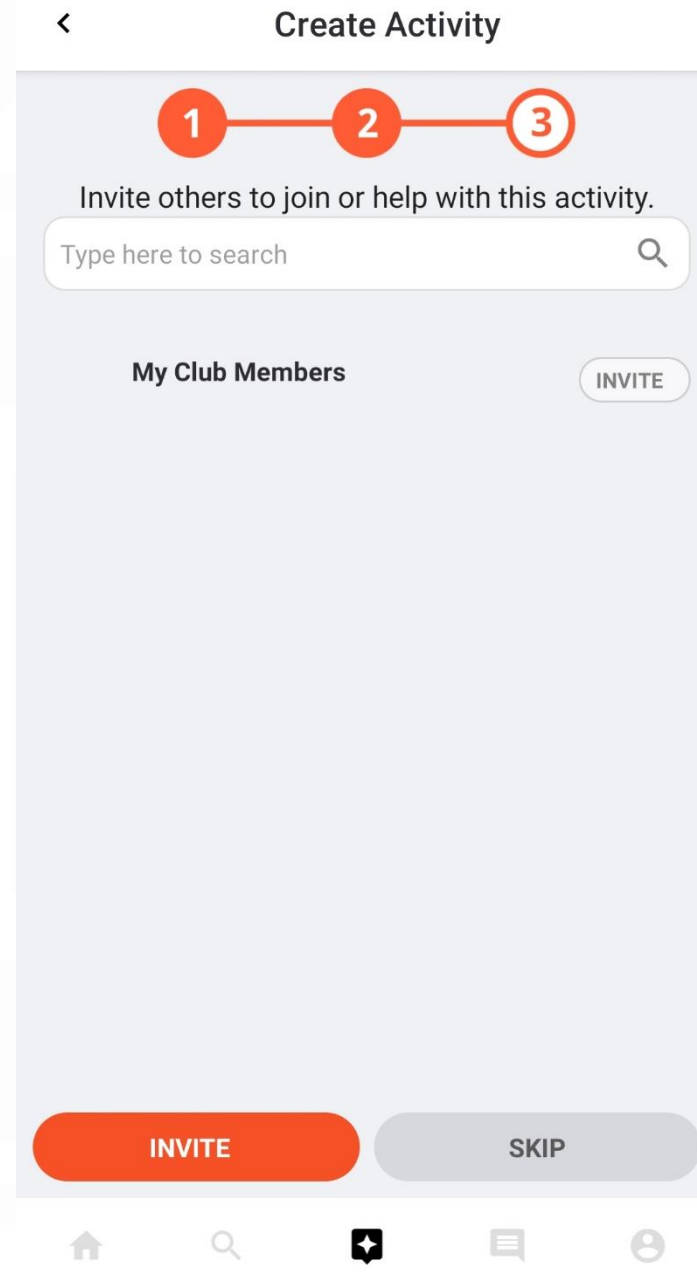 Create Activity
1 2 3
Invite others to join or help with this activity.
Type here to search
My Club Members INVITE
INVITE SKIP